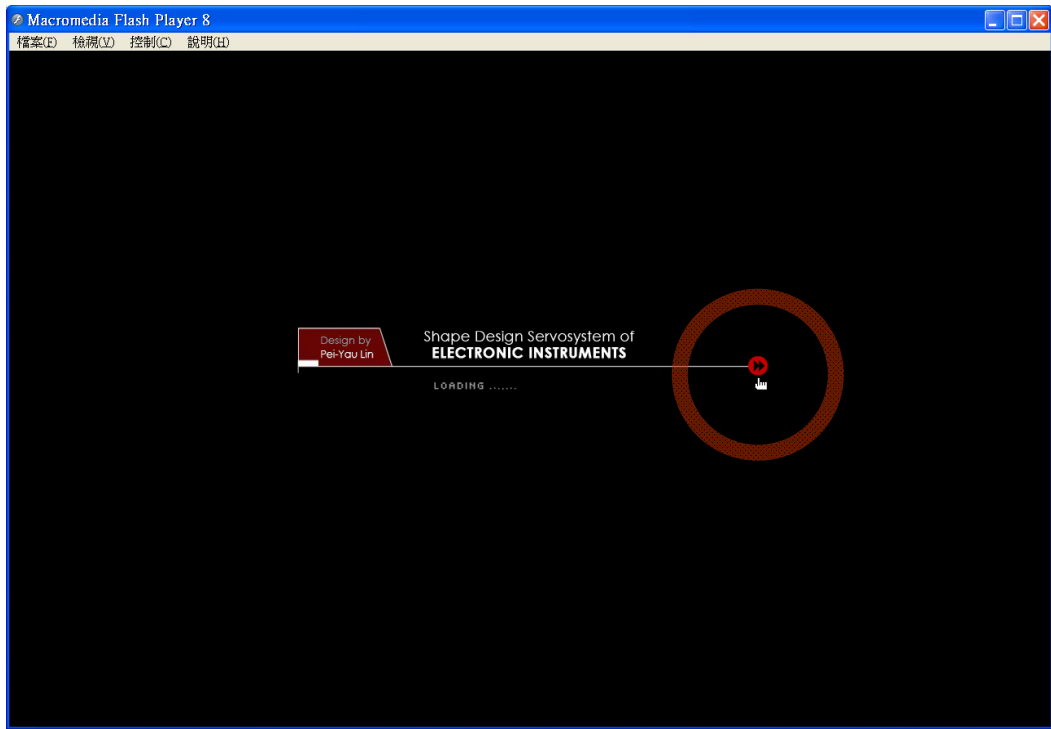 Macromedia Flash Player 8
檔案(F) 檢視(V) 控制(C) 說明(H)
Design by
Pei-Yau Lin
Shape Design Servosystem of
ELECTRONIC INSTRUMENTS
LOADING .......